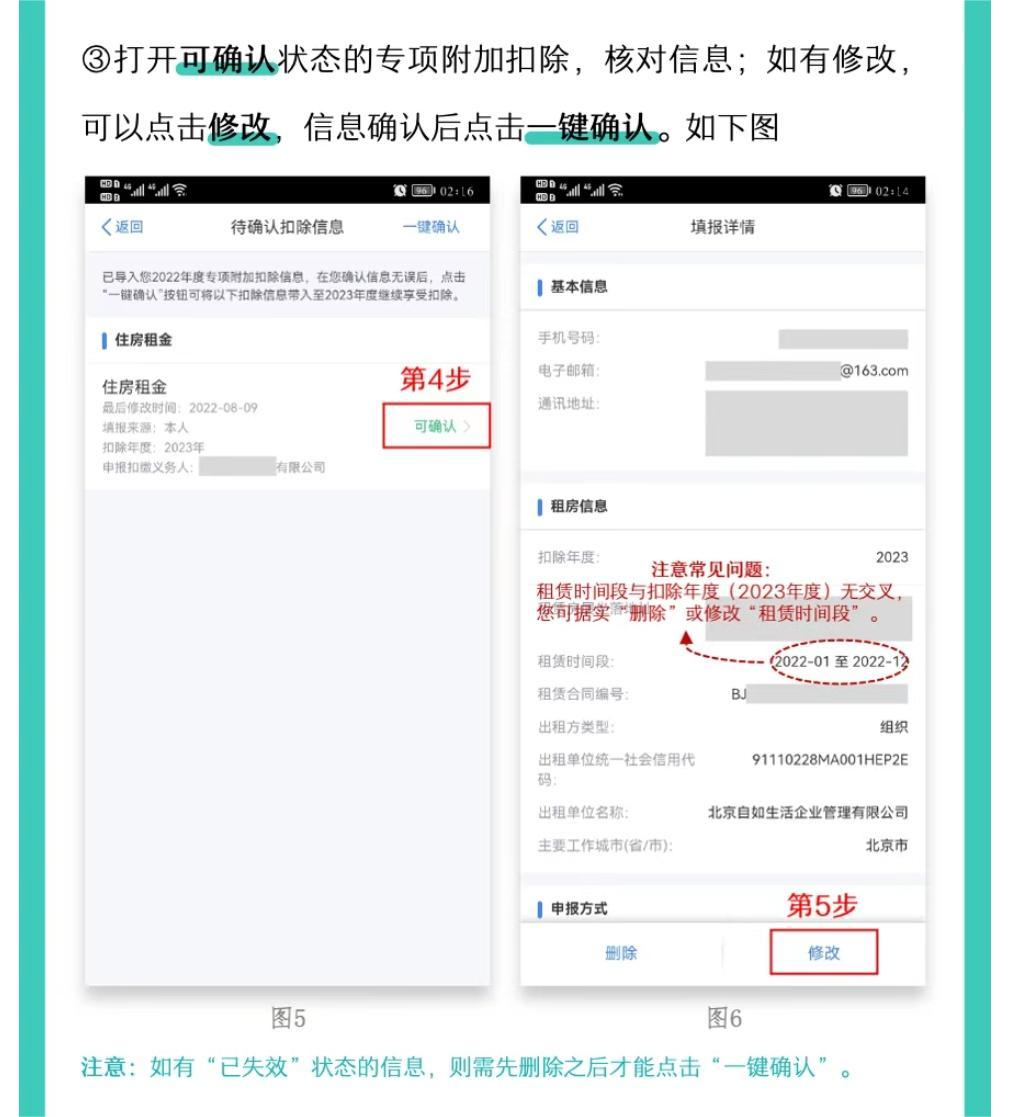 ③打开可确认状态的专项附加扣除，核对信息；如有修改，
可以点击修改，信息确认后点击一键确认。如下图
96 02:16
返回 待确认扣除信息 一键确认
已导入您2022年度专项附加扣除信息，在您确认信息无误后，点击
“一键确认”按钮可将以下扣除信息带入至2023年度继续享受扣除。
住房租金
住房租金
最后修改时间：2022-08-09
填报来源：本人
扣除年度：2023年
申报扣缴义务人： 有限公司
第4步
可确认
图5
96 02:14
返回 填报详情
基本信息
手机号码：
电子邮箱： @163.com
通讯地址：
租房信息
扣除年度： 2023
注意常见问题：
租赁时间段与扣除年度（2023年度）无交叉，
您可据实“删除”或修改“租赁时间段”。
租赁时间段： 2022-01 至 2022-12
租赁合同编号： BJ
出租方类型： 组织
出租单位统一社会信用代 91110228MA001HEP2E
码：
出租单位名称： 北京自如生活企业管理有限公司
主要工作城市(省/市)： 北京市
申报方式
第5步
删除 修改
图6
注意：如有“已失效”状态的信息，则需先删除之后才能点击“一键确认”。